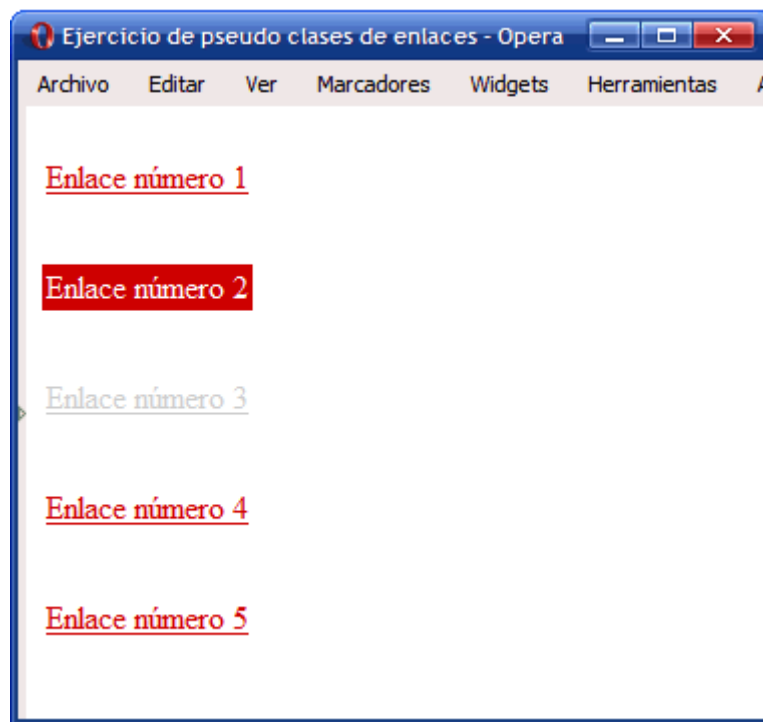 Ejercicio de pseudo clases de enlaces - Opera
Archivo Editar Ver Marcadores Widgets Herramientas
Enlace número 1
Enlace número 2
Enlace número 3
Enlace número 4
Enlace número 5